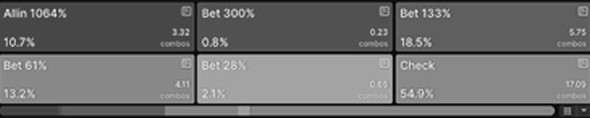 Allin 1064%
3.32
10.7%
combos
Bet 300%
0.23
0.8%
combos
Bet 133%
5.75
18.5%
combos
Bet 61%
4.11
13.2%
combos
Bet 28%
0.65
2.1%
combos
Check
17.09
54.9%
combos